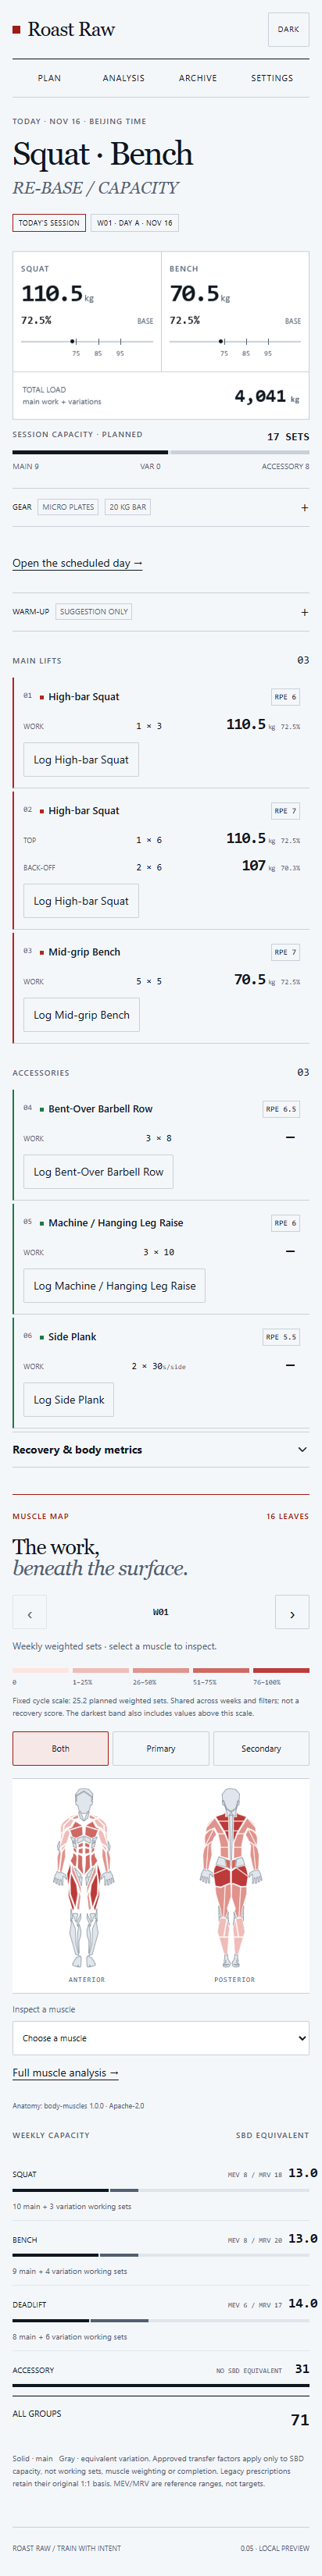 Roast Raw
DARK
PLAN ANALYSIS ARCHIVE SETTINGS
TODAY · NOV 16 · BEIJING TIME
Squat · Bench
RE-BASE / CAPACITY
TODAY'S SESSION W01 · DAY A · NOV 16
SQUAT
110.5 kg
72.5% BASE
75 85 95
BENCH
70.5 kg
72.5% BASE
75 85 95
TOTAL LOAD
main work + variations
4,041 kg
SESSION CAPACITY · PLANNED 17 SETS
MAIN 9 VAR 0 ACCESSORY 8
GEAR MICRO PLATES 20 KG BAR +
Open the scheduled day →
WARM-UP SUGGESTION ONLY +
MAIN LIFTS 03
01 High-bar Squat RPE 6
WORK 1 × 3 110.5 kg 72.5%
Log High-bar Squat
02 High-bar Squat RPE 7
TOP 1 × 6 110.5 kg 72.5%
BACK-OFF 2 × 6 107 kg 70.3%
Log High-bar Squat
03 Mid-grip Bench RPE 7
WORK 5 × 5 70.5 kg 72.5%
Log Mid-grip Bench
ACCESSORIES 03
04 Bent-Over Barbell Row RPE 6.5
WORK 3 × 8 —
Log Bent-Over Barbell Row
05 Machine / Hanging Leg Raise RPE 6
WORK 3 × 10 —
Log Machine / Hanging Leg Raise
06 Side Plank RPE 5.5
WORK 2 × 30s/side —
Log Side Plank
Recovery & body metrics
MUSCLE MAP 16 LEAVES
The work,
beneath the surface.
‹ W01 ›
Weekly weighted sets · select a muscle to inspect.
0 1–25% 26–50% 51–75% 76–100%
Fixed cycle scale: 25.2 planned weighted sets. Shared across weeks and filters; not a
recovery score. The darkest band also includes values above this scale.
Both Primary Secondary
ANTERIOR POSTERIOR
Inspect a muscle
Choose a muscle
Full muscle analysis →
Anatomy: body-muscles 1.0.0 · Apache-2.0
WEEKLY CAPACITY SBD EQUIVALENT
SQUAT MEV 8 / MRV 18 13.0
10 main + 3 variation working sets
BENCH MEV 8 / MRV 20 13.0
9 main + 4 variation working sets
DEADLIFT MEV 6 / MRV 17 14.0
8 main + 6 variation working sets
ACCESSORY NO SBD EQUIVALENT 31
ALL GROUPS 71
Solid · main Gray · equivalent variation. Approved transfer factors apply only to SBD
capacity, not working sets, muscle weighting or completion. Legacy prescriptions
retain their original 1:1 basis. MEV/MRV are reference ranges, not targets.
ROAST RAW / TRAIN WITH INTENT 0.05 · LOCAL PREVIEW